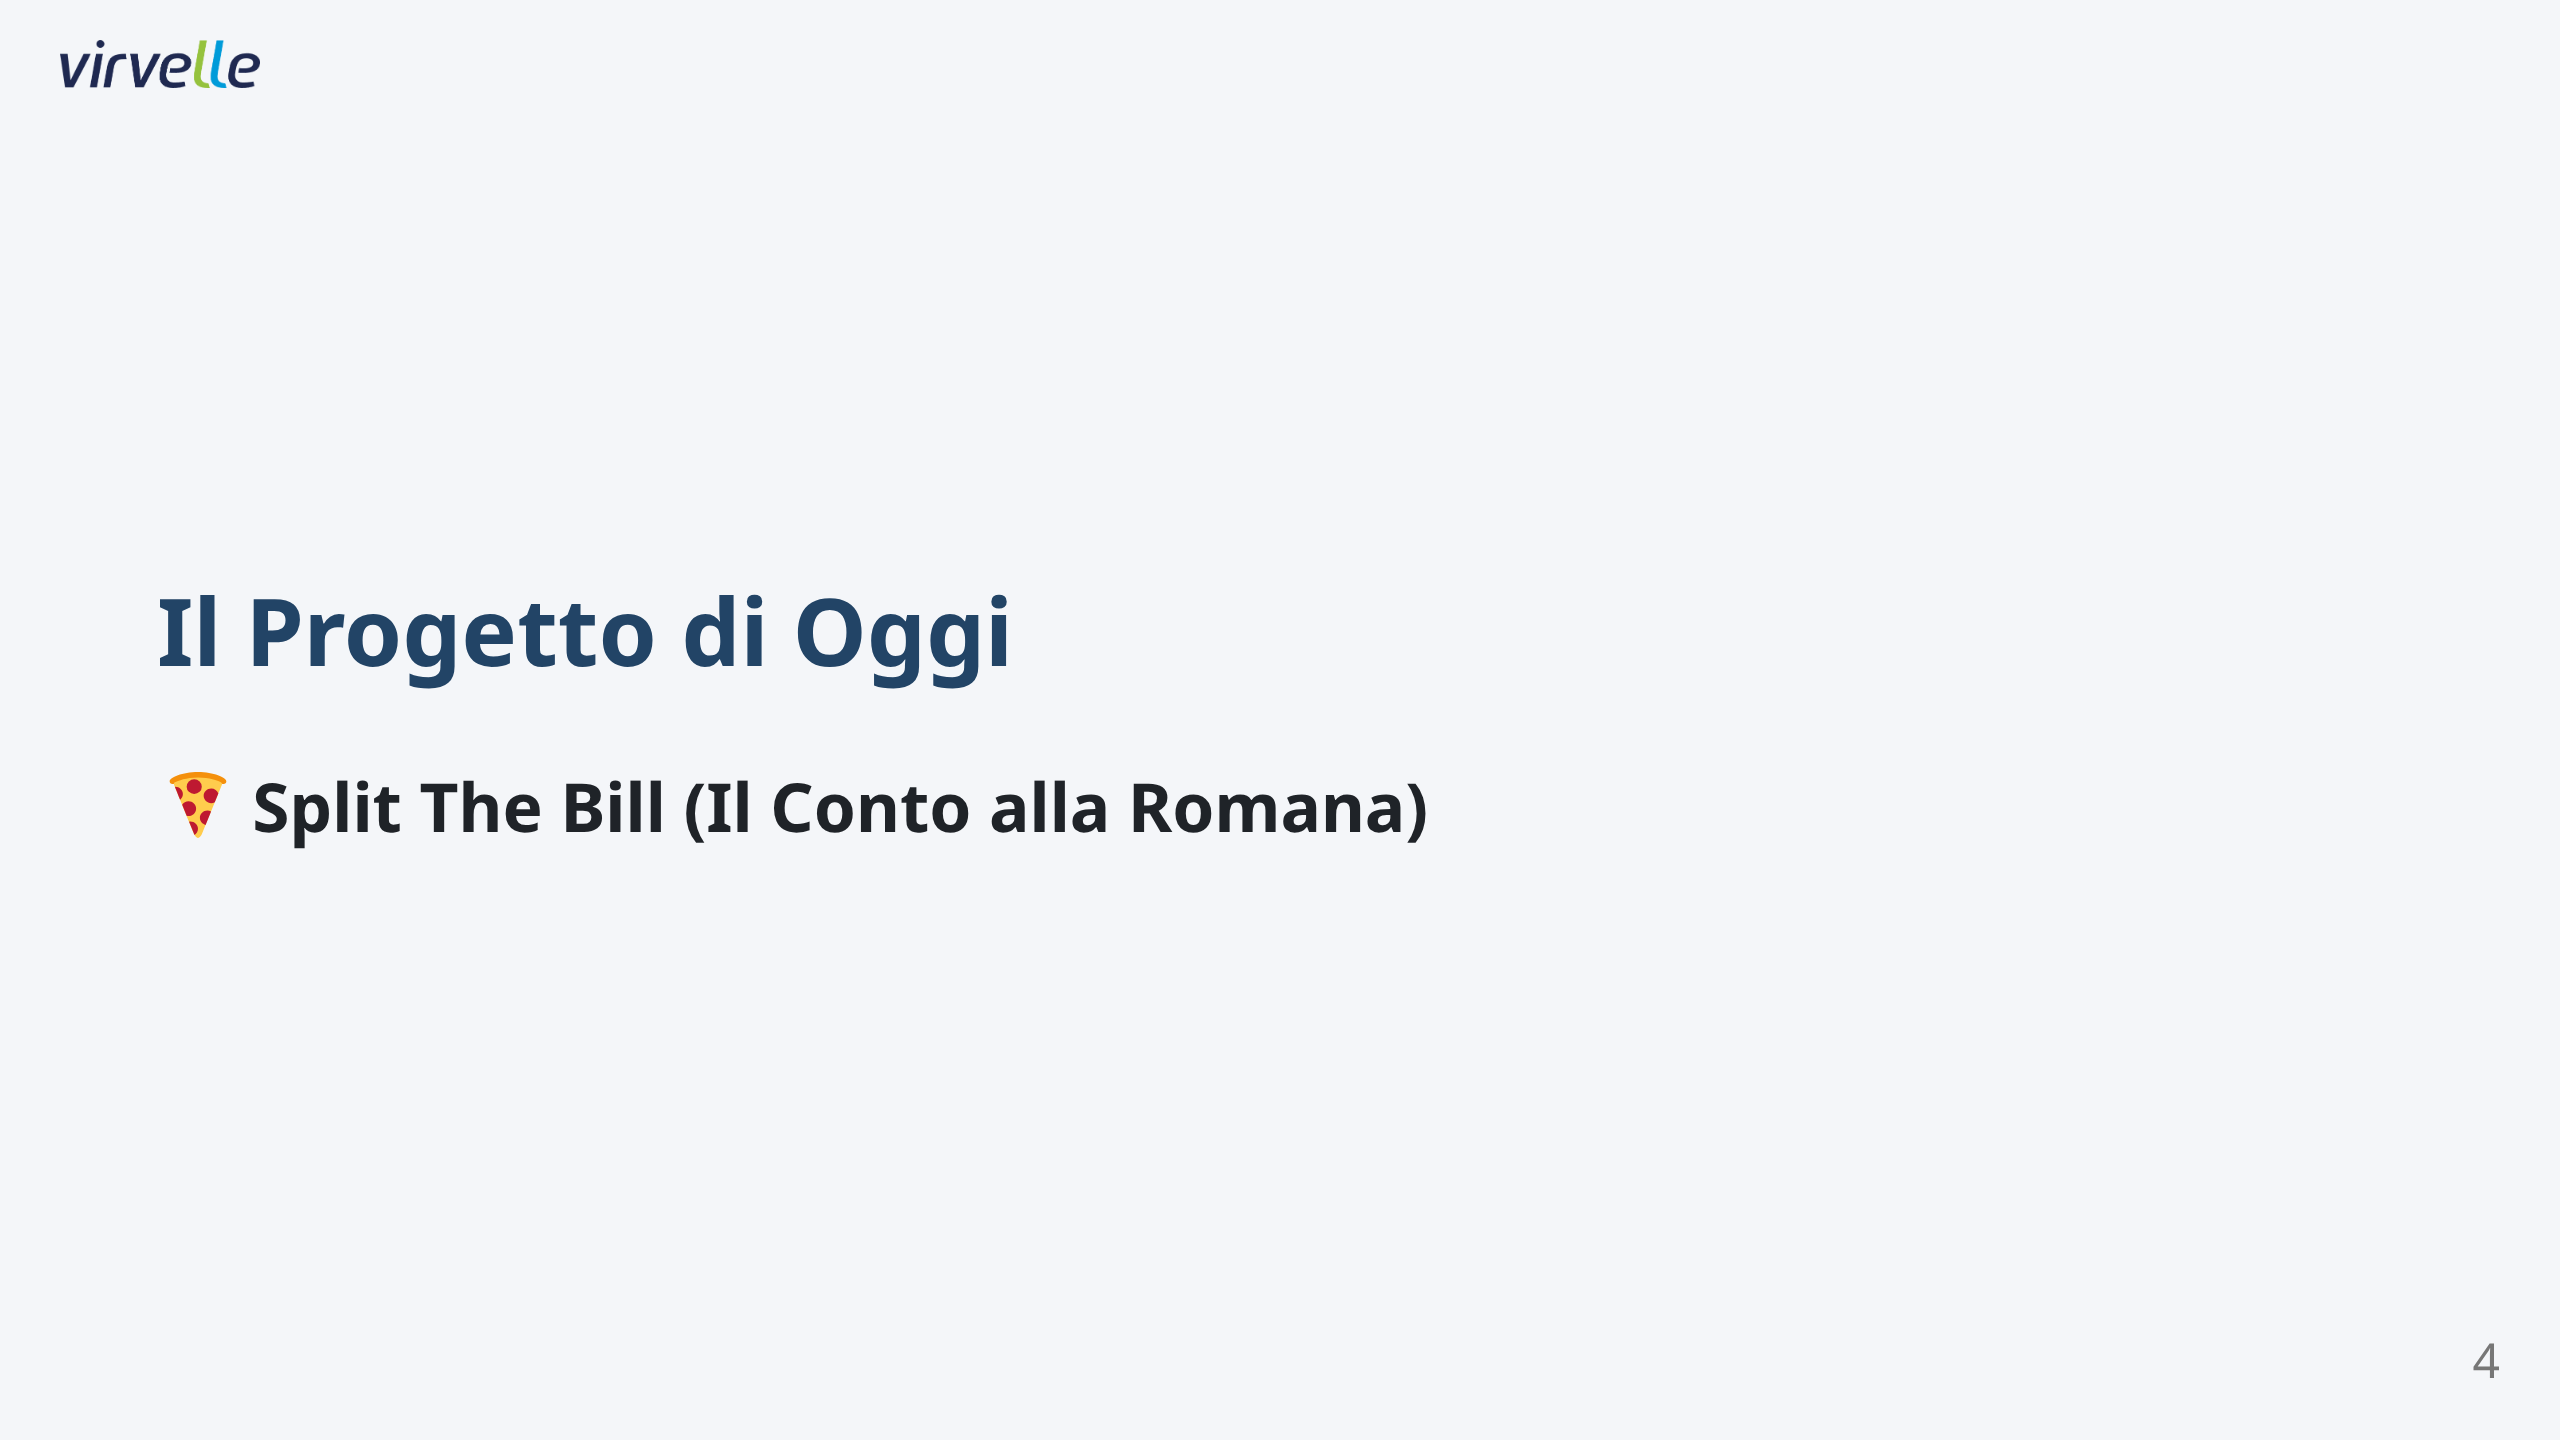 virvelle
Il Progetto di Oggi
🍕 Split The Bill (Il Conto alla Romana)
4